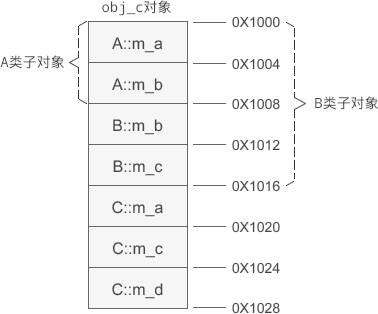 obj_c对象
0X1000
A::m_a
A类子对象
0X1004
A::m_b
0X1008
B类子对象
B::m_b
0X1012
B::m_c
0X1016
C::m_a
0X1020
C::m_c
0X1024
C::m_d
0X1028